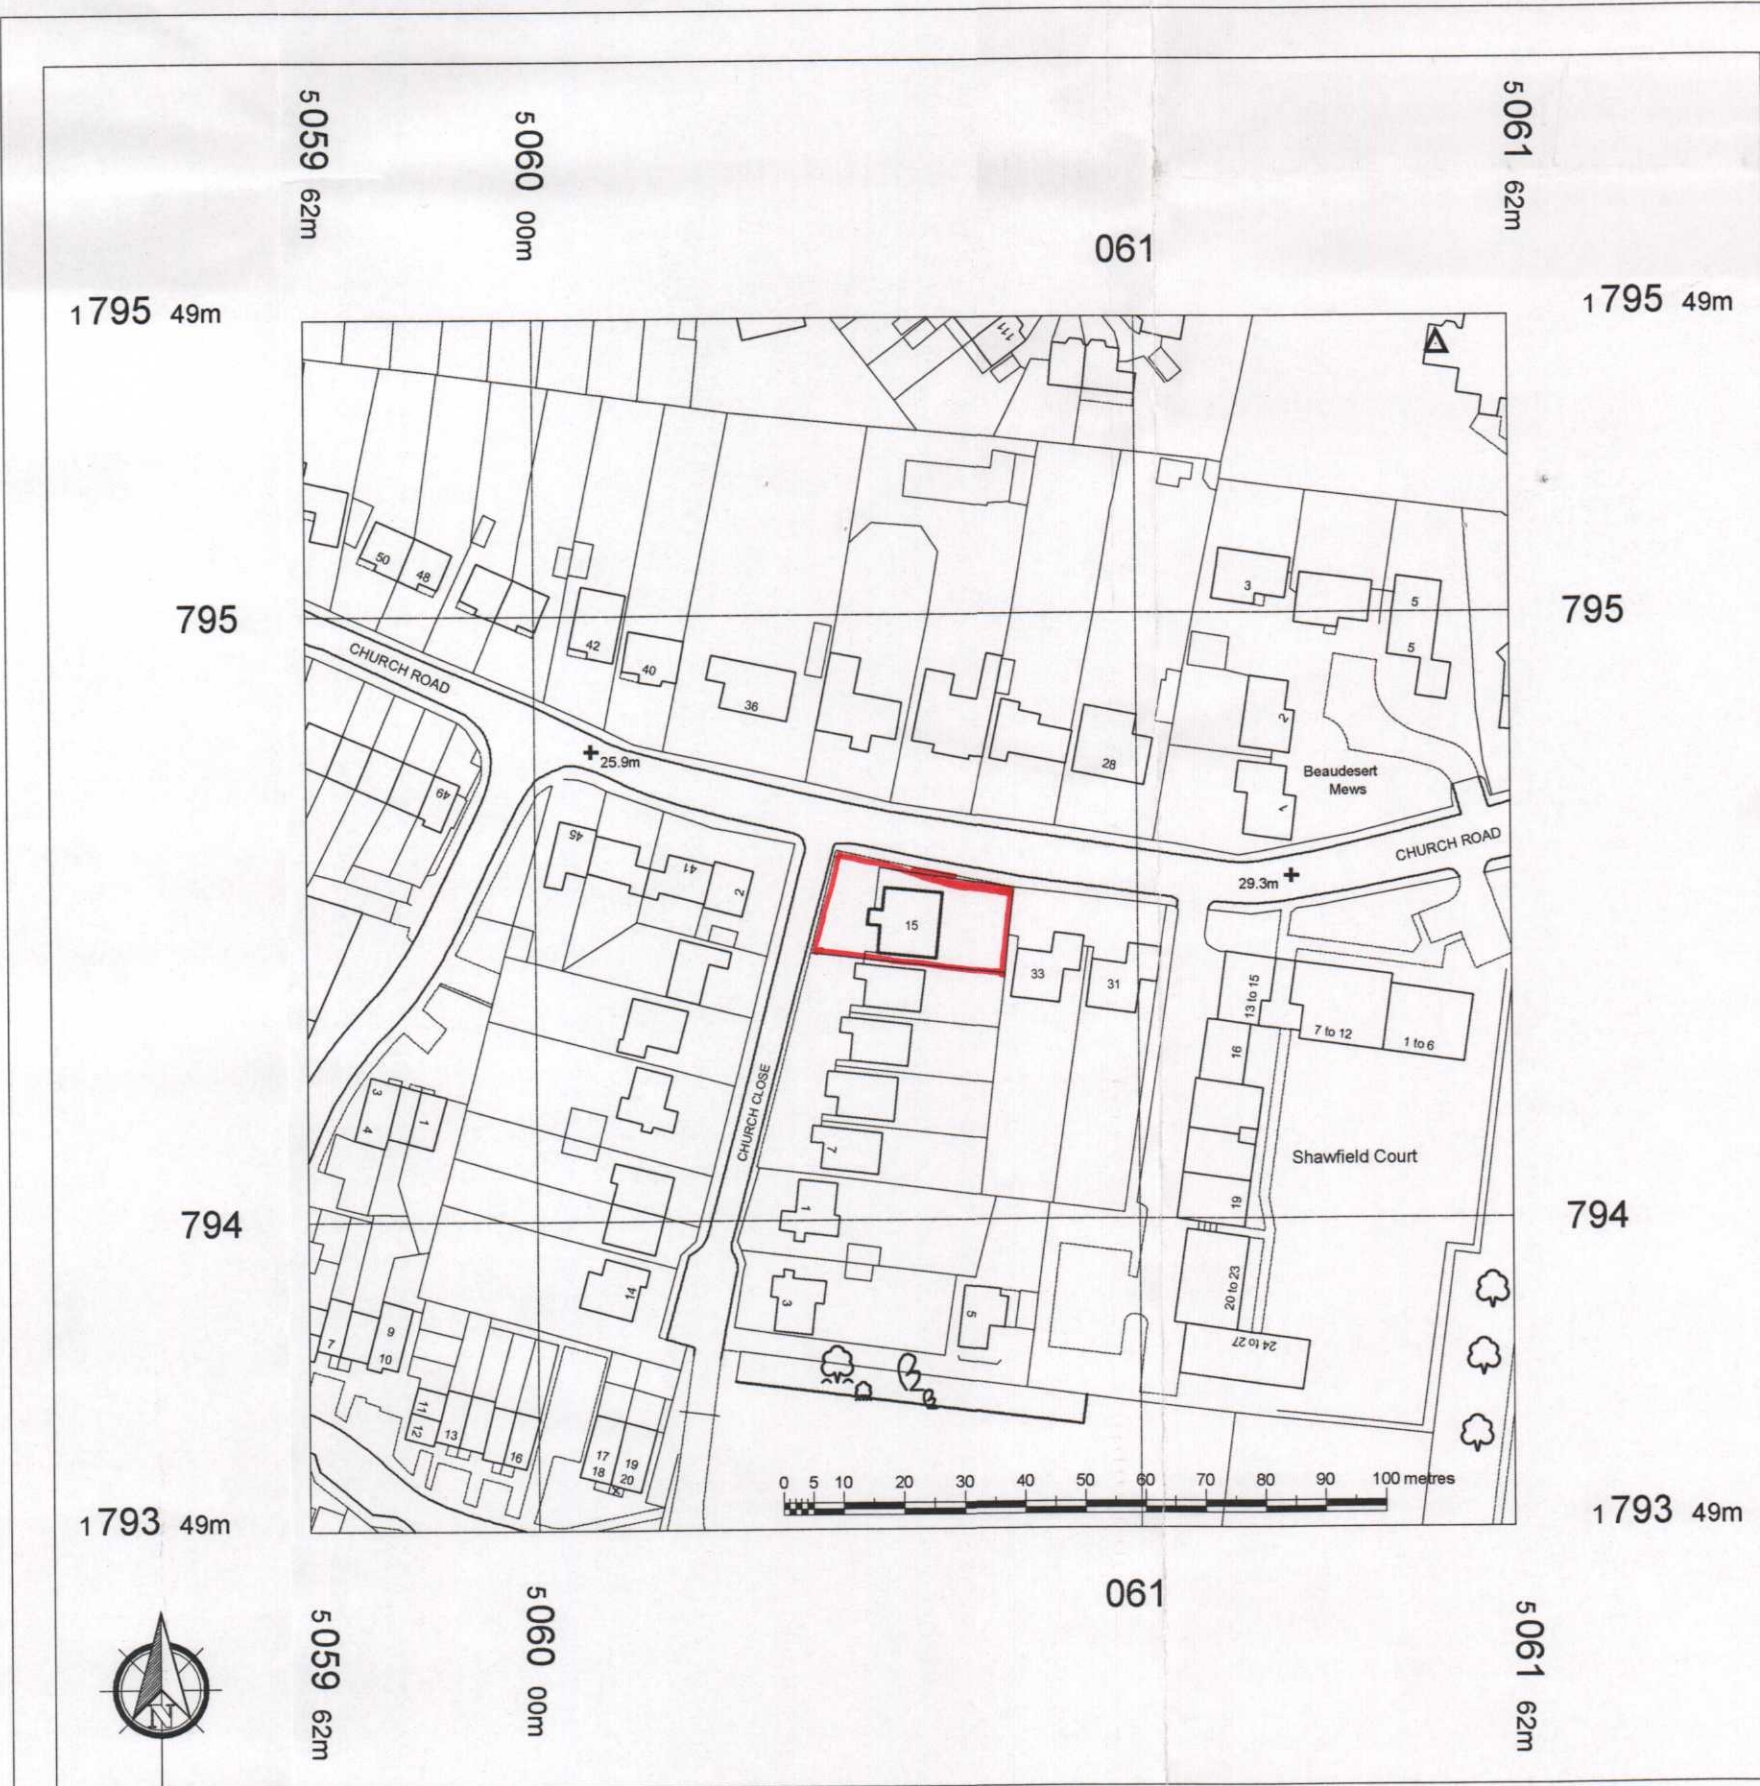 5059 62m
5060 00m
061
5061 62m
1795 49m
1795 49m
111
50
48
42
40
36
28
3
5
5
2
1
795
795
CHURCH ROAD
25.9m
Beaudesert
Mews
CHURCH ROAD
29.3m
49
45
41
2
15
33
31
13 to 15
7 to 12
1 to 6
16
19
20 to 23
24 to 27
Shawfield Court
CHURCH CLOSE
3
4
1
7
1
3
5
14
794
794
7
9
10
11
12
13
16
17
18
19
20
0 5 10 20 30 40 50 60 70 80 90 100 metres
1793 49m
1793 49m
N
5059 62m
5060 00m
061
5061 62m